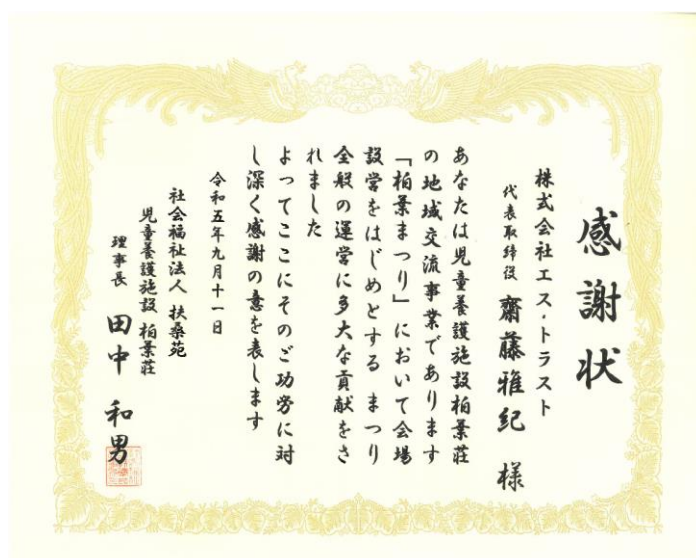 感謝状
株式会社エス・トラスト
代表取締役 齋藤雅紀 様
あなたは児童養護施設柏葉荘
の地域交流事業であります
「柏葉まつり」において会場
設営をはじめとする まつり
全般の運営に多大な貢献をさ
れました
よってここにそのご功労に対
し深く感謝の意を表します
令和五年九月十一日
社会福祉法人 扶桑苑
児童養護施設 柏葉荘
理事長 田中 和男